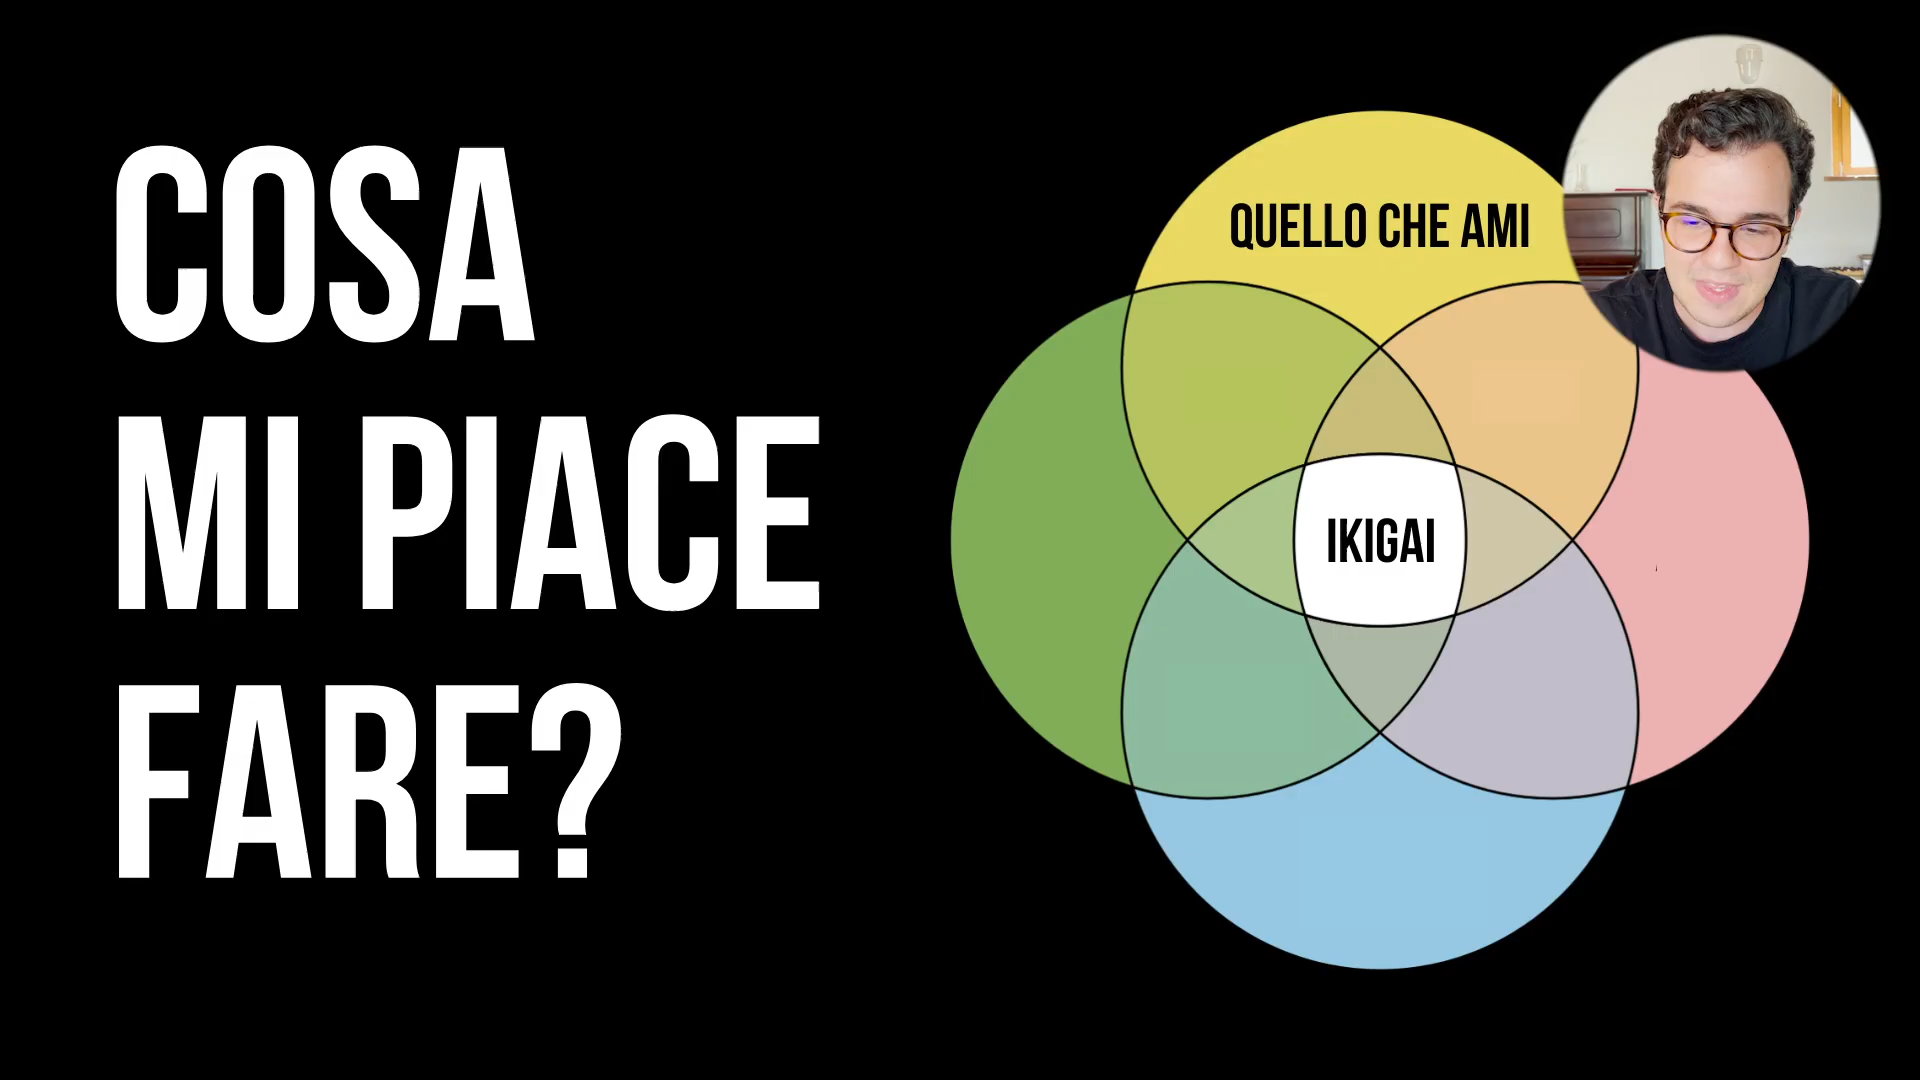 COSA
MI PIACE
FARE?
QUELLO CHE AMI
IKIGAI